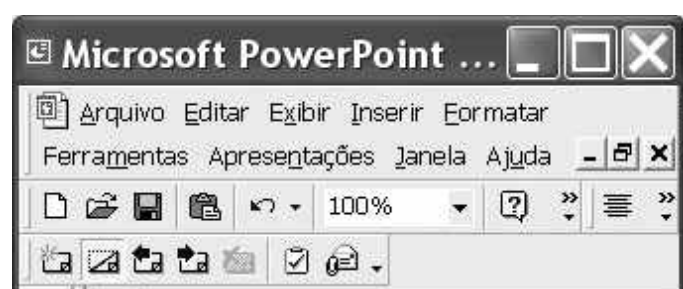 Microsoft PowerPoint ...
Arquivo Editar Exibir Inserir Formatar
Ferramentas Apresentações Janela Ajuda
100%